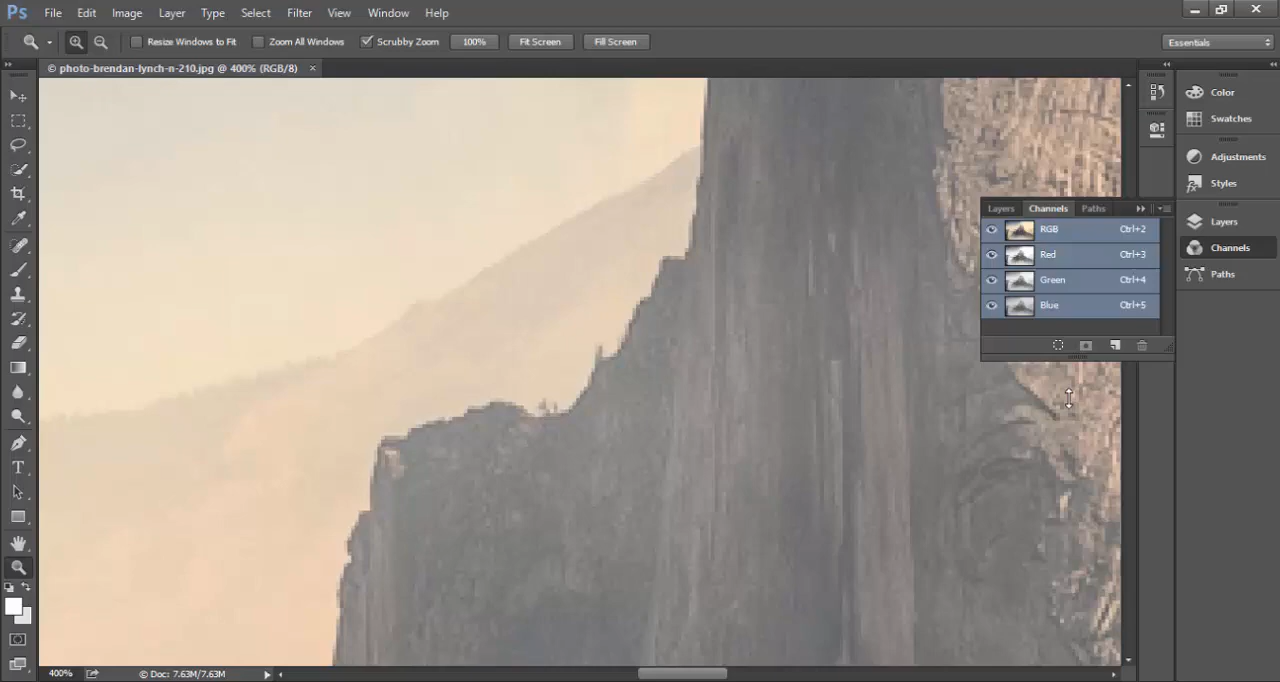 Ps File Edit Image Layer Type Select Filter View Window Help
Resize Windows to Fit Zoom All Windows Scrubby Zoom 100% Fit Screen Fill Screen Essentials
© photo-brendan-lynch-n-210.jpg @ 400% (RGB/8) ×
Color
Swatches
Adjustments
Styles
Layers
Channels
Paths
Layers Channels Paths
RGB Ctrl+2
Red Ctrl+3
Green Ctrl+4
Blue Ctrl+5
T
400% © Doc: 7.63M/7.63M